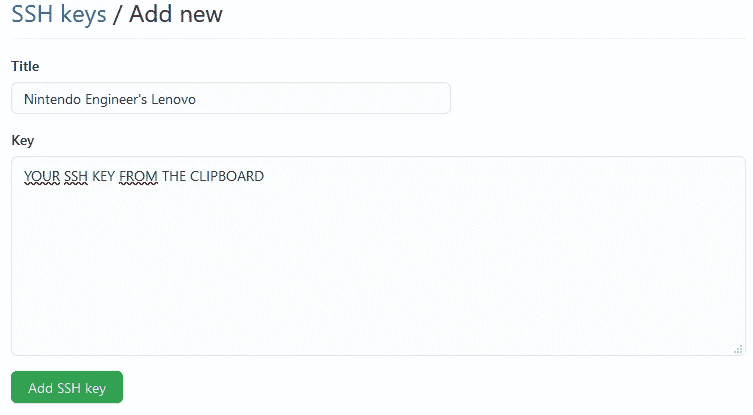 SSH keys / Add new
Title
Nintendo Engineer's Lenovo
Key
YOUR SSH KEY FROM THE CLIPBOARD
Add SSH key